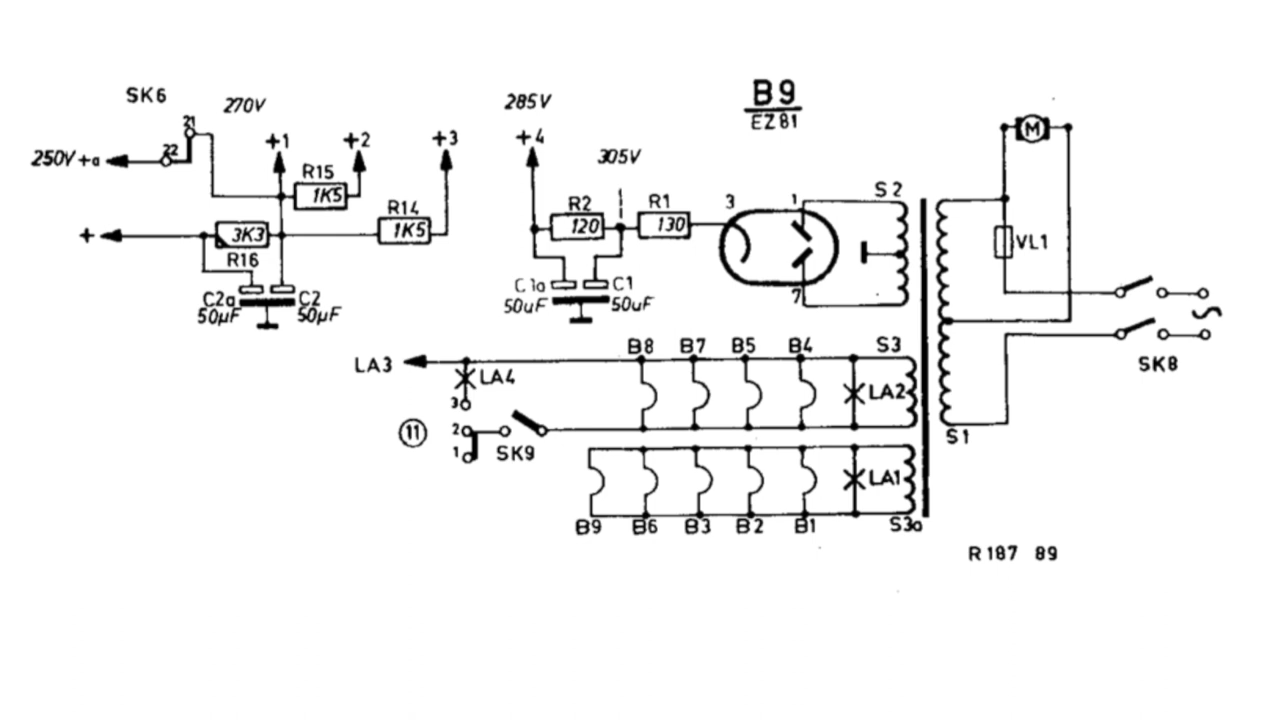 SK6
270V
21
22
250V+a
+1
+2
+3
R15
1K5
R14
1K5
+
3K3
R16
C2a
50µF
C2
50µF
285V
+4
305V
R2
120
R1
130
C1a
50uF
C1
50uF
B9
EZ81
3
1
7
S2
M
VL1
SK8
S1
LA3
LA4
3
2
1
11
SK9
B8
B7
B5
B4
S3
LA2
LA1
B9
B6
B3
B2
B1
S3a
R187 89